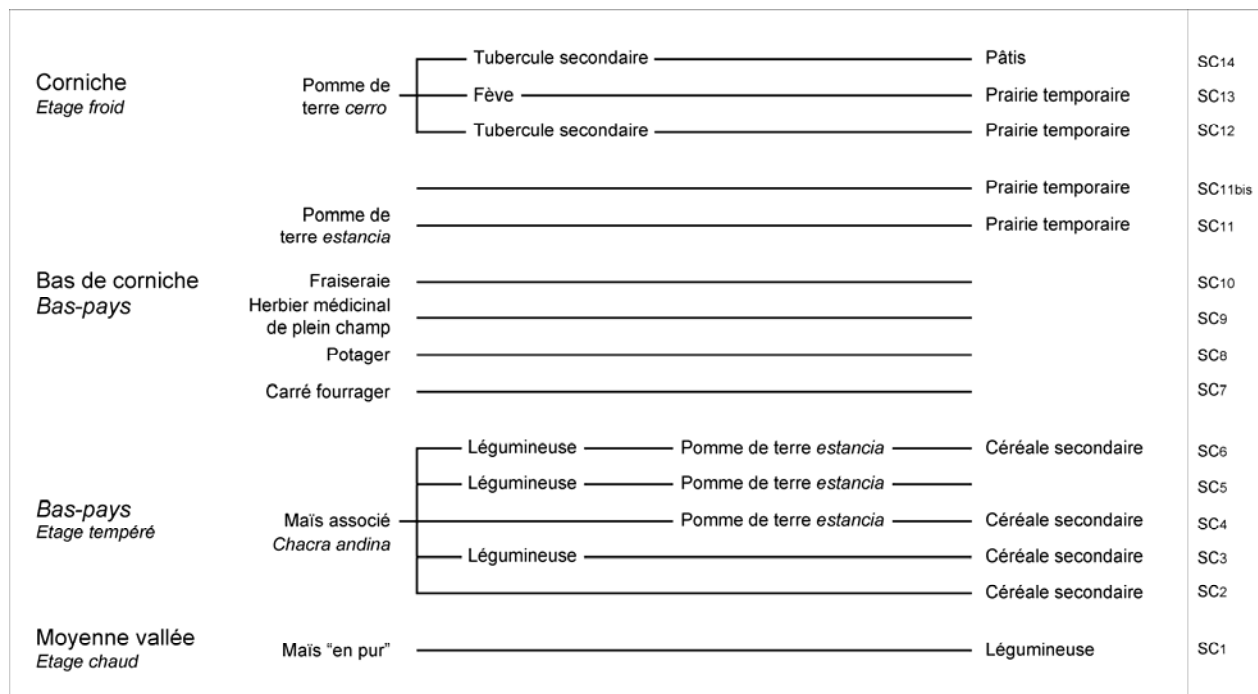 Tubercule secondaire Pâtis SC14
Corniche
Etage froid
Pomme de
terre cerro
Fève Prairie temporaire SC13
Tubercule secondaire Prairie temporaire SC12
Prairie temporaire SC11bis
Pomme de
terre estancia
Prairie temporaire SC11
Bas de corniche
Bas-pays
Fraiseraie SC10
Herbier médicinal
de plein champ
SC9
Potager SC8
Carré fourrager SC7
Légumineuse Pomme de terre estancia Céréale secondaire SC6
Légumineuse Pomme de terre estancia SC5
Bas-pays
Etage tempéré
Maïs associé
Chacra andina
Pomme de terre estancia Céréale secondaire SC4
Légumineuse Céréale secondaire SC3
Céréale secondaire SC2
Moyenne vallée
Etage chaud
Maïs “en pur” Légumineuse SC1